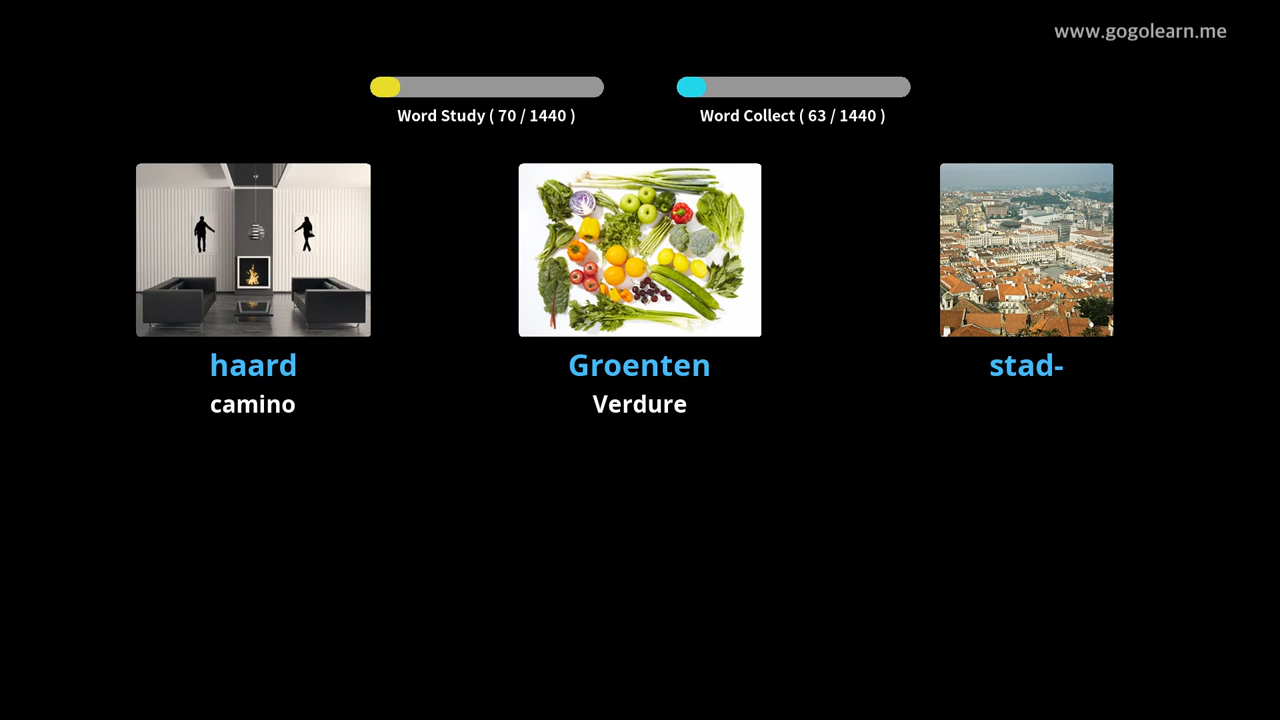 www.gogolearn.me
Word Study ( 70 / 1440 )
Word Collect ( 63 / 1440 )
haard
Groenten
stad-
camino
Verdure